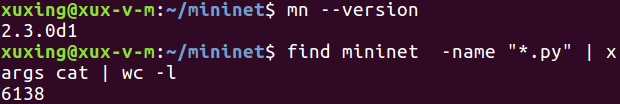 xuxing@xux-v-m:~/mininet$ mn --version
2.3.0d1
xuxing@xux-v-m:~/mininet$ find mininet  -name "*.py" | x
args cat | wc -l
6138